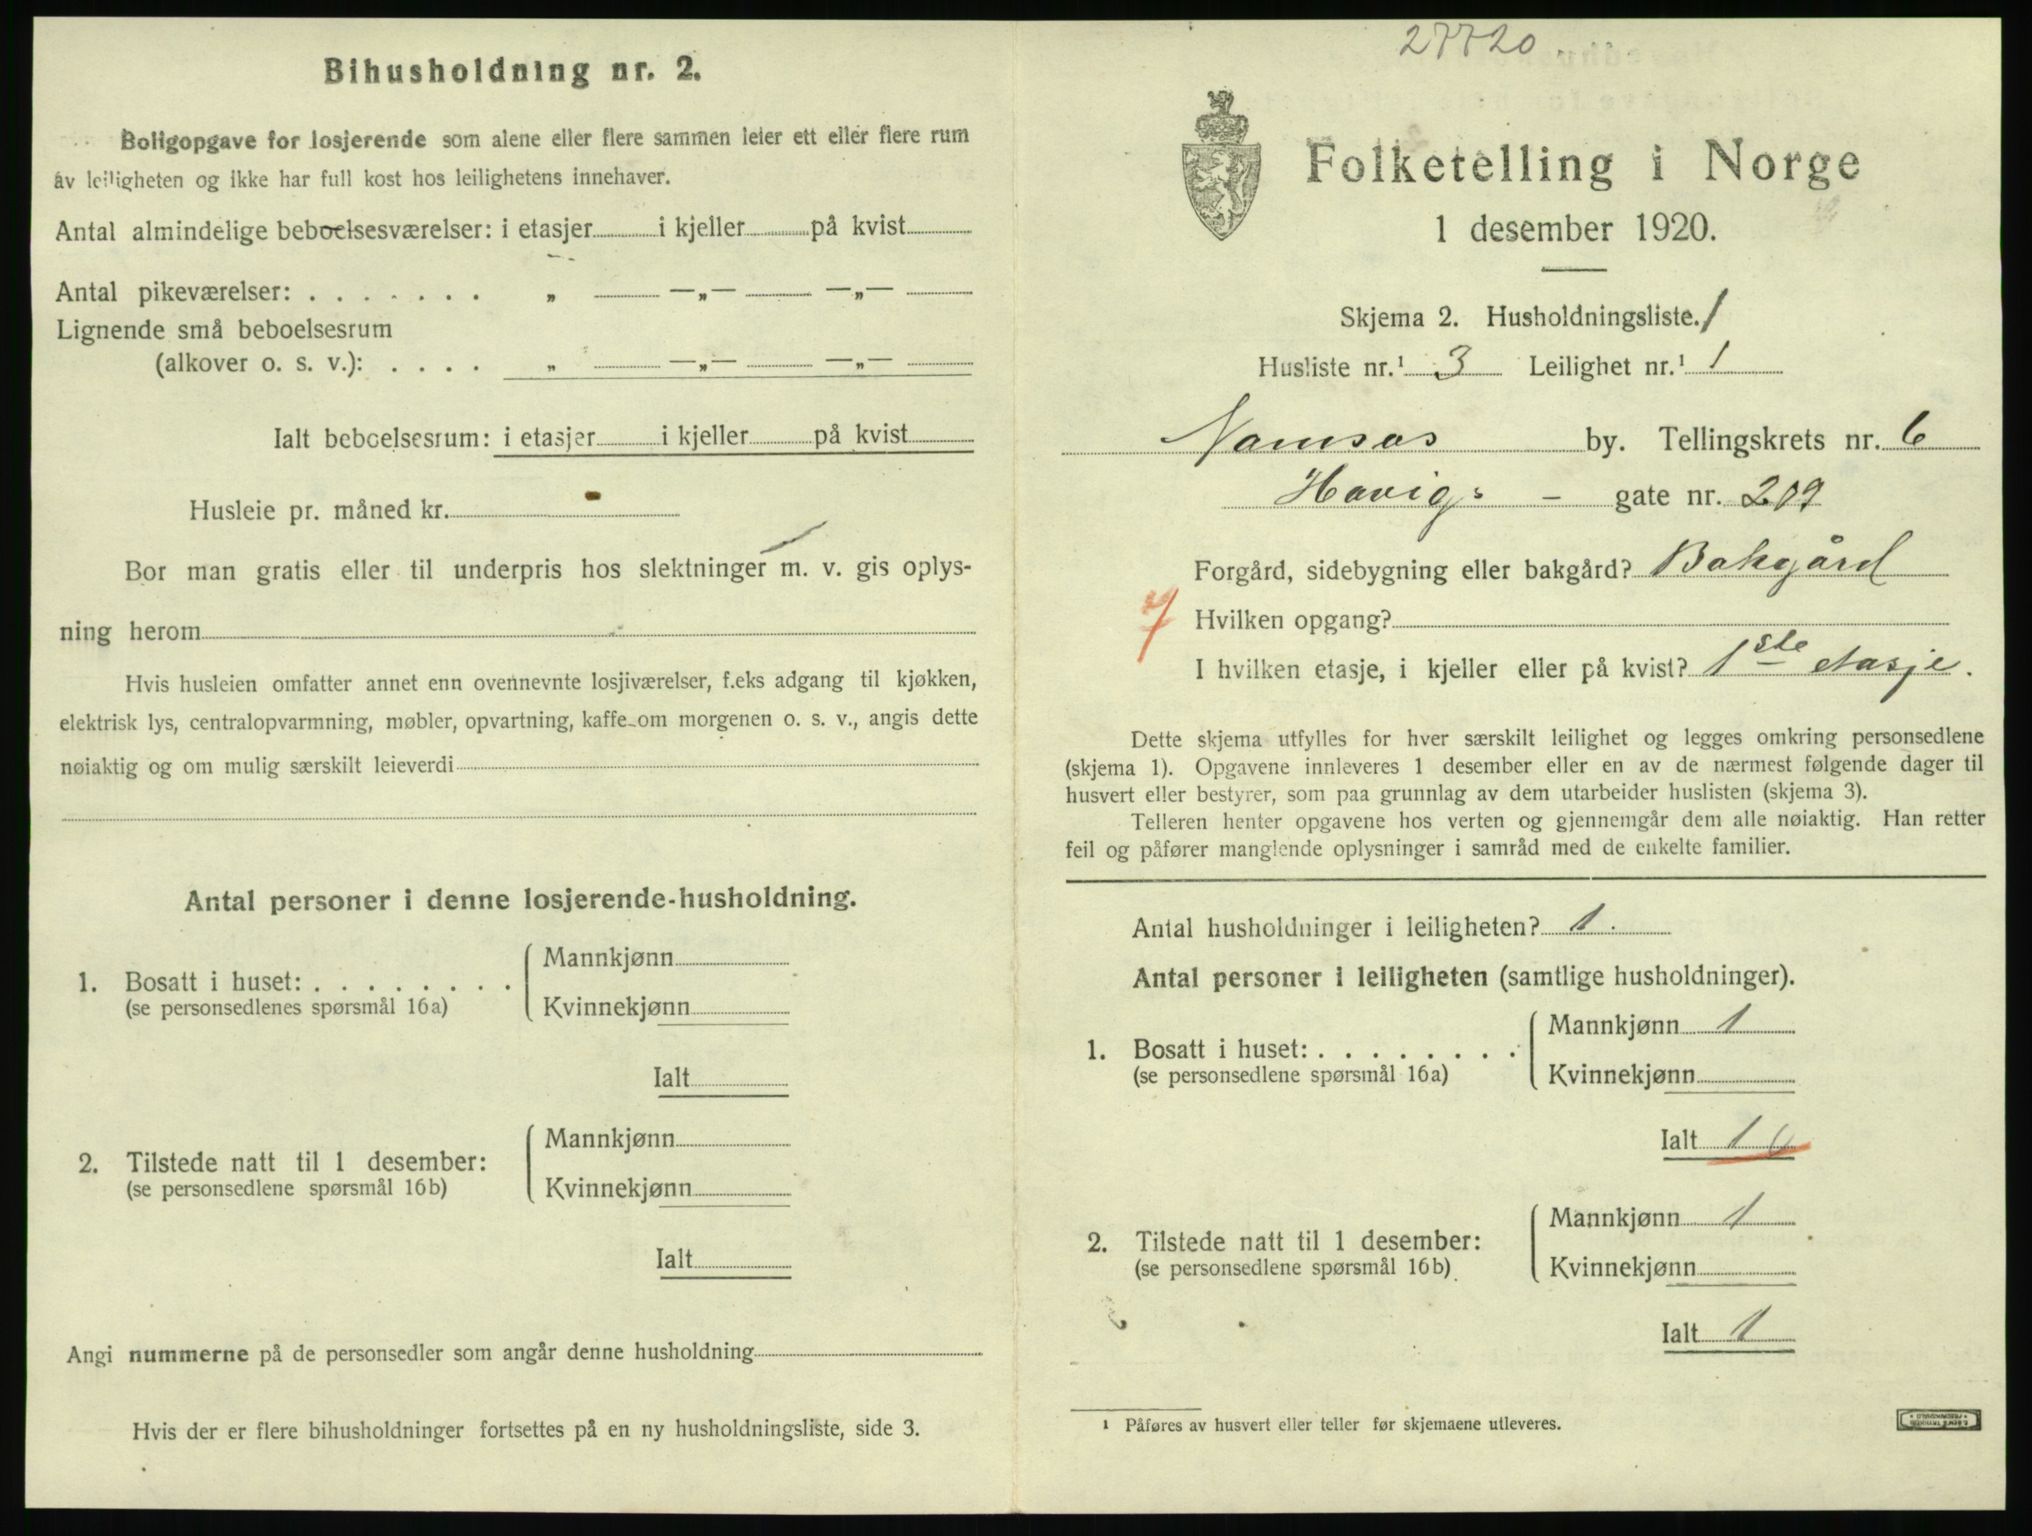 Bihusholdning nr. 2.
Boligopgave for losjerende som alene eller flere sammen leier ett eller flere rum
av leiligheten og ikke har full kost hos leilighetens innehaver.
Antal almindelige beboelsesværelser: i etasjer i kjeller på kvist
Antal pikeværelser: . . . . . . . „ —„— —„—
Lignende små beboelsesrum
(alkover o. s. v.): . . . . „ —„— —„—
Ialt beboelsesrum: i etasjer i kjeller på kvist
Husleie pr. måned kr.
Bor man gratis eller til underpris hos slektninger m. v. gis oplys-
ning herom
Hvis husleien omfatter annet enn ovennevnte losjiværelser, f.eks adgang til kjøkken,
elektrisk lys, centralopvarmning, møbler, opvartning, kaffe om morgenen o. s. v., angis dette
nøiaktig og om mulig særskilt leieverdi
Antal personer i denne losjerende-husholdning.
1. Bosatt i huset: . . . . . . . .
(se personsedlenes spørsmål 16a)
Mannkjønn
Kvinnekjønn
Ialt
2. Tilstede natt til 1 desember:
(se personsedlene spørsmål 16b)
Mannkjønn
Kvinnekjønn
Ialt
Angi nummerne på de personsedler som angår denne husholdning
Hvis der er flere bihusholdninger fortsettes på en ny husholdningsliste, side 3.
27720
Folketelling i Norge
1 desember 1920.
Skjema 2. Husholdningsliste. 1
Husliste nr.¹ 3 Leilighet nr.¹ 1
Namsos by. Tellingskrets nr. 6
Havigs - gate nr. 209
Forgård, sidebygning eller bakgård? Bakgård
7 Hvilken opgang?
I hvilken etasje, i kjeller eller på kvist? 1ste etasje.
Dette skjema utfylles for hver særskilt leilighet og legges omkring personsedlene
(skjema 1). Opgavene innleveres 1 desember eller en av de nærmest følgende dager til
husvert eller bestyrer, som paa grunnlag av dem utarbeider huslisten (skjema 3).
Telleren henter opgavene hos verten og gjennemgår dem alle nøiaktig. Han retter
feil og påfører manglende oplysninger i samråd med de enkelte familier.
Antal husholdninger i leiligheten? 1.
Antal personer i leiligheten (samtlige husholdninger).
1. Bosatt i huset: . . . . . . . .
(se personsedlene spørsmål 16a)
Mannkjønn 1
Kvinnekjønn
Ialt 1 0
2. Tilstede natt til 1 desember:
(se personsedlene spørsmål 16b)
Mannkjønn 1
Kvinnekjønn
Ialt 1
¹ Påføres av husvert eller teller før skjemaene utleveres.